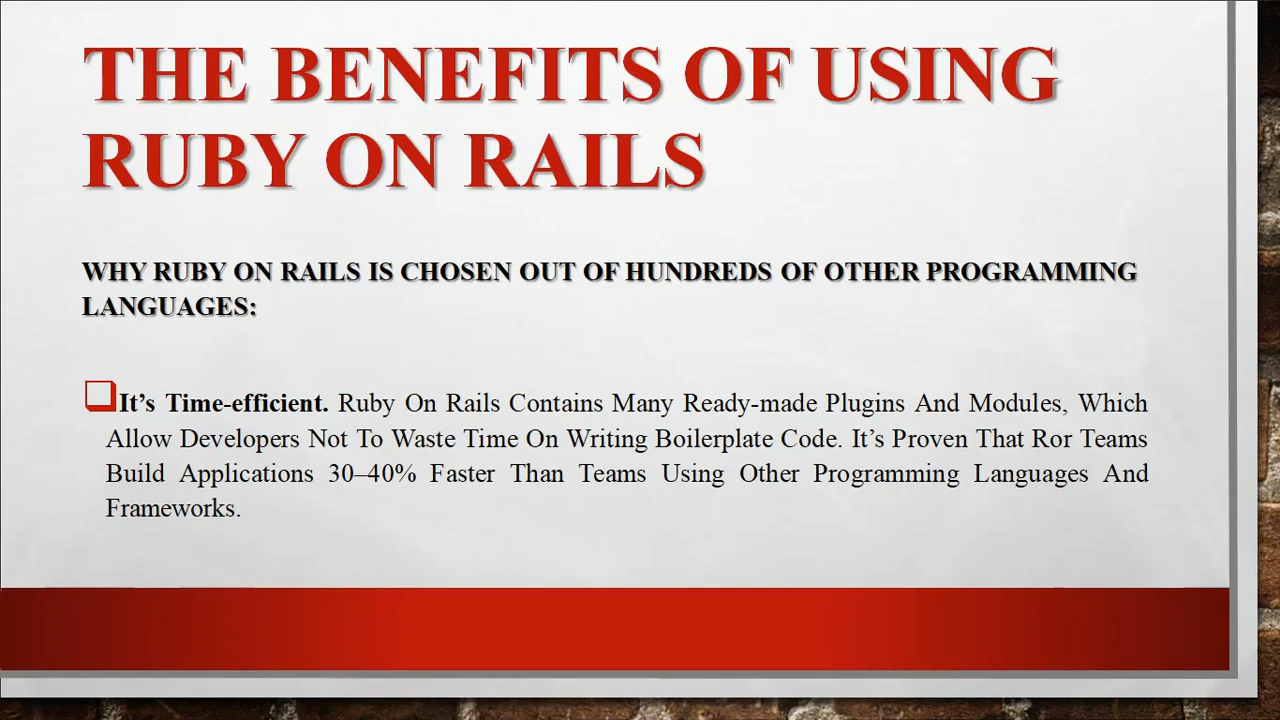 THE BENEFITS OF USING
RUBY ON RAILS
WHY RUBY ON RAILS IS CHOSEN OUT OF HUNDREDS OF OTHER PROGRAMMING
LANGUAGES:
It’s Time-efficient. Ruby On Rails Contains Many Ready-made Plugins And Modules, Which
Allow Developers Not To Waste Time On Writing Boilerplate Code. It’s Proven That Ror Teams
Build Applications 30–40% Faster Than Teams Using Other Programming Languages And
Frameworks.